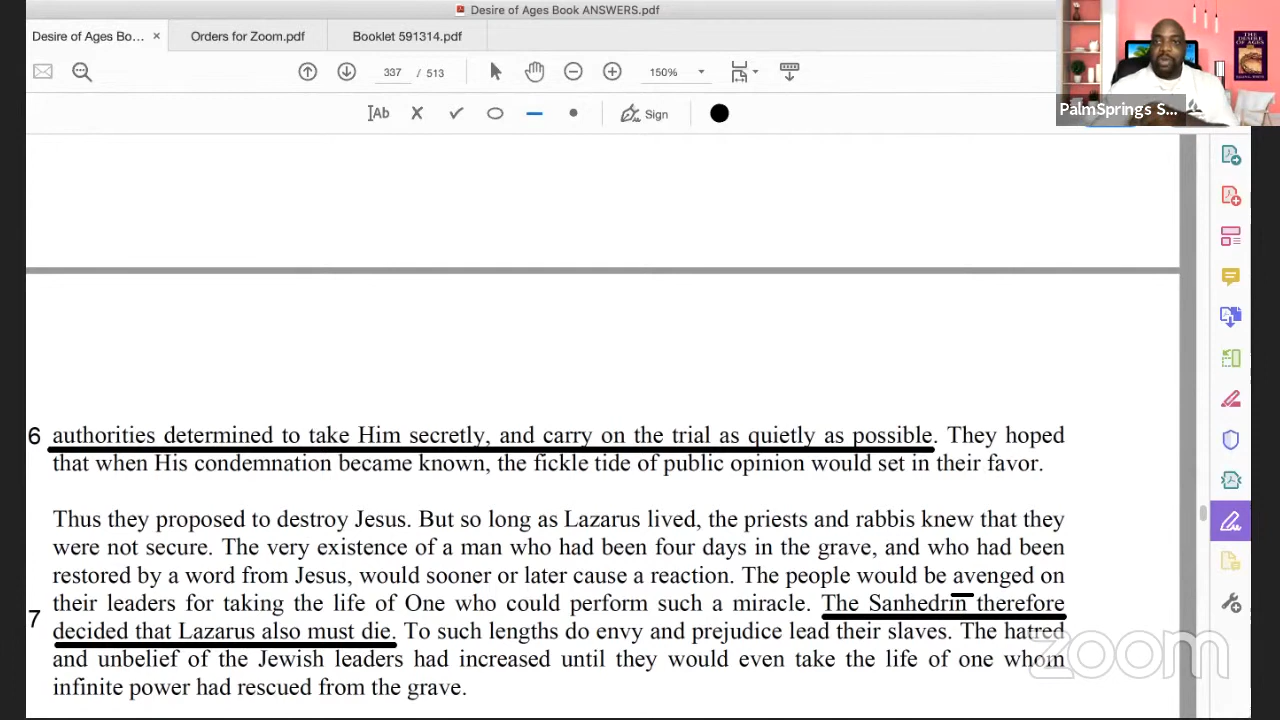 Desire of Ages Book ANSWERS.pdf
Desire of Ages Bo... ×
Orders for Zoom.pdf
Booklet 591314.pdf
337 / 513
150%
Sign
PalmSprings S...
THE DESIRE OF AGES
6 authorities determined to take Him secretly, and carry on the trial as quietly as possible. They hoped
that when His condemnation became known, the fickle tide of public opinion would set in their favor.
Thus they proposed to destroy Jesus. But so long as Lazarus lived, the priests and rabbis knew that they
were not secure. The very existence of a man who had been four days in the grave, and who had been
restored by a word from Jesus, would sooner or later cause a reaction. The people would be avenged on
their leaders for taking the life of One who could perform such a miracle. The Sanhedrin therefore
7 decided that Lazarus also must die. To such lengths do envy and prejudice lead their slaves. The hatred
and unbelief of the Jewish leaders had increased until they would even take the life of one whom
infinite power had rescued from the grave.
zoom